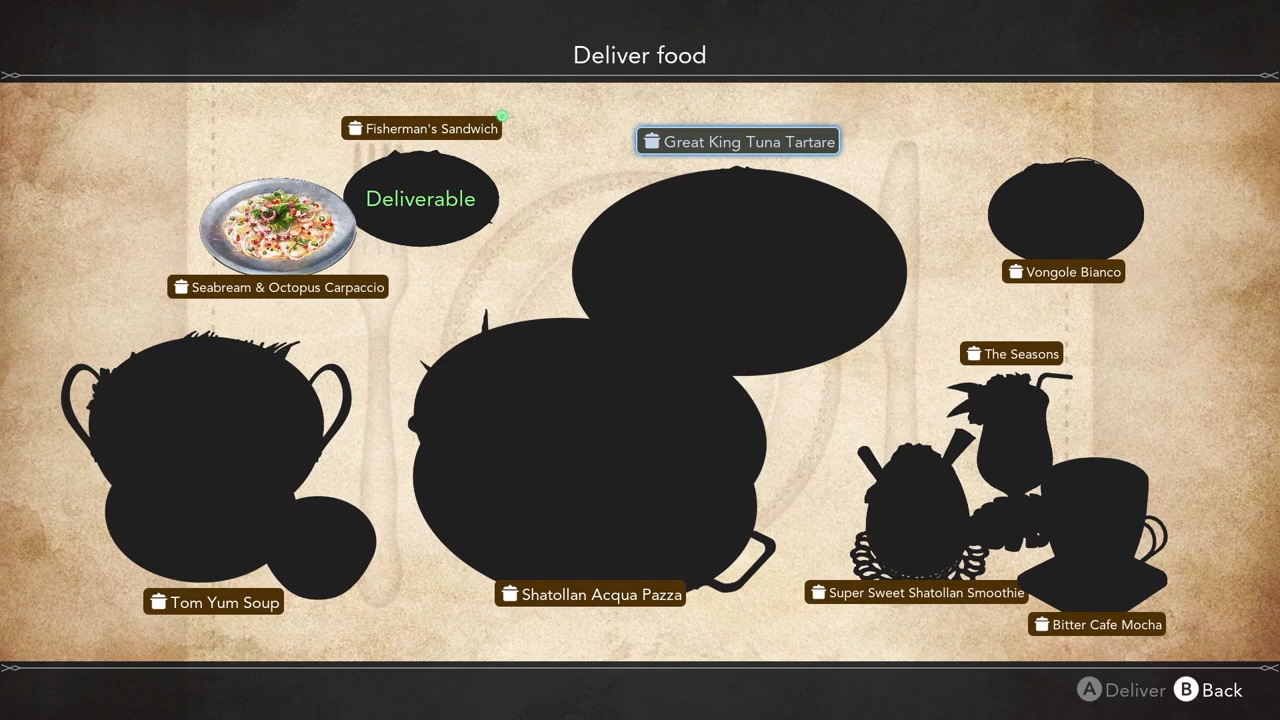 Deliver food
Fisherman's Sandwich
Great King Tuna Tartare
Deliverable
Vongole Bianco
Seabream & Octopus Carpaccio
The Seasons
Tom Yum Soup
Shatollan Acqua Pazza
Super Sweet Shatollan Smoothie
Bitter Cafe Mocha
A Deliver B Back